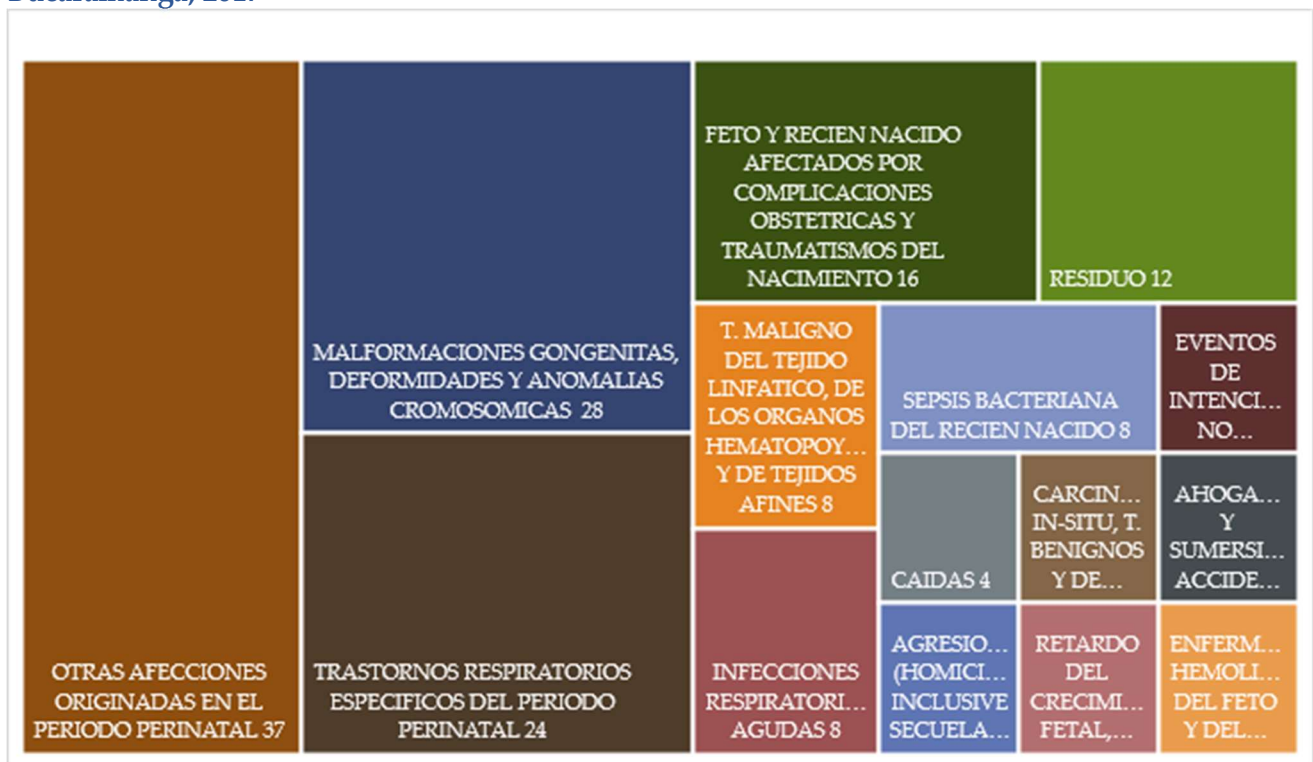 OTRAS AFECCIONES
ORIGINADAS EN EL
PERIODO PERINATAL 37
MALFORMACIONES GONGENITAS,
DEFORMIDADES Y ANOMALIAS
CROMOSOMICAS 28
TRASTORNOS RESPIRATORIOS
ESPECIFICOS DEL PERIODO
PERINATAL 24
FETO Y RECIEN NACIDO
AFECTADOS POR
COMPLICACIONES
OBSTETRICAS Y
TRAUMATISMOS DEL
NACIMIENTO 16
RESIDUO 12
T. MALIGNO
DEL TEJIDO
LINFATICO, DE
LOS ORGANOS
HEMATOPOY...
Y DE TEJIDOS
AFINES 8
INFECCIONES
RESPIRATORI...
AGUDAS 8
SEPSIS BACTERIANA
DEL RECIEN NACIDO 8
EVENTOS
DE
INTENCI...
NO...
CAIDAS 4
CARCIN...
IN-SITU, T.
BENIGNOS
Y DE...
AHOGA...
Y
SUMERSI...
ACCIDE...
AGRESIO...
(HOMICI...
INCLUSIVE
SECUELA...
RETARDO
DEL
CRECIMI...
FETAL,...
ENFERM...
HEMOLI...
DEL FETO
Y DEL...